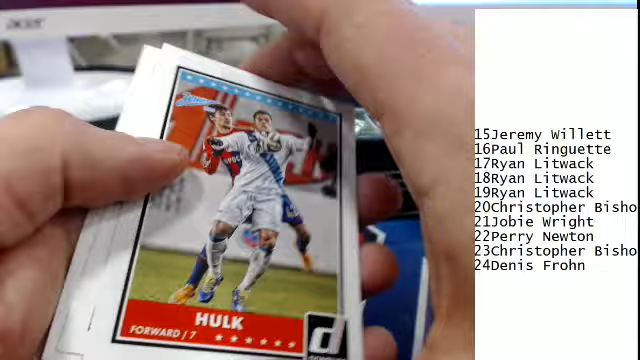 acer
HULK
FORWARD / 7
d
15Jeremy Willett
16Paul Ringuette
17Ryan Litwack
18Ryan Litwack
19Ryan Litwack
20Christopher Bisho
21Jobie Wright
22Perry Newton
23Christopher Bisho
24Denis Frohn